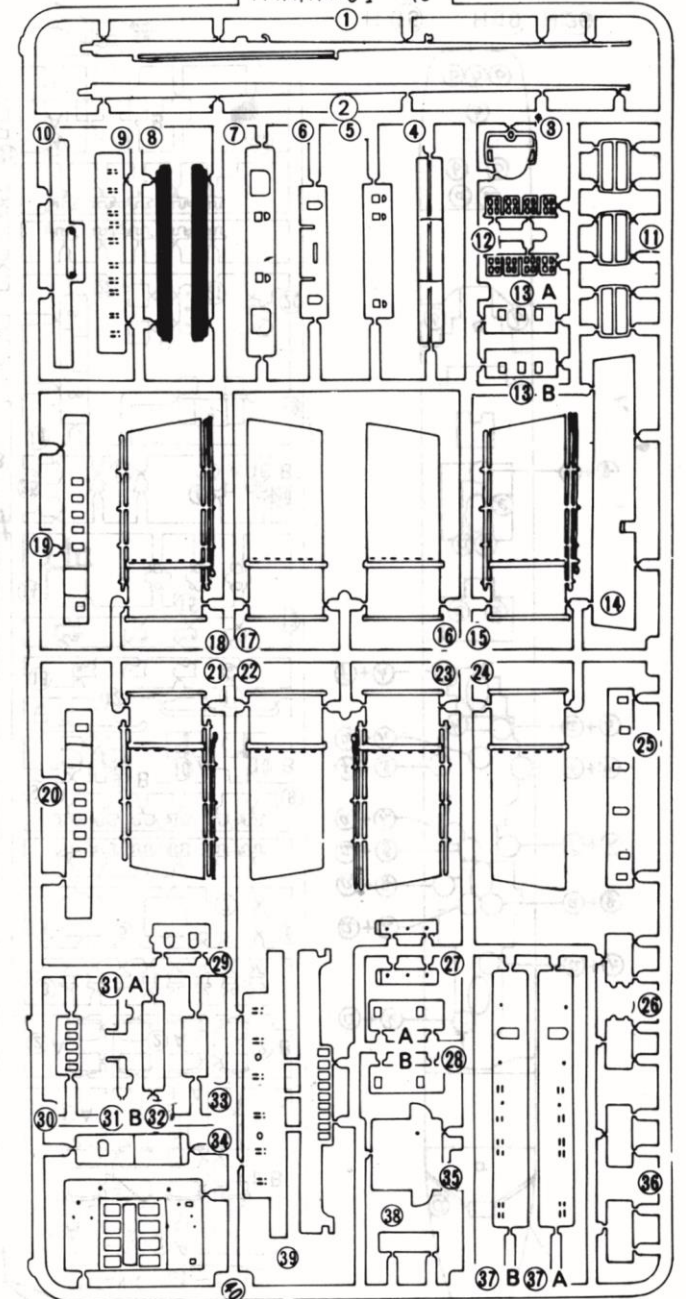 ①
②
⑩ ⑨ ⑧ ⑦ ⑥ ⑤ ④ ③
⑫ ⑪
⑬ A
⑬ B
⑲ ⑭
⑱ ⑰ ⑯ ⑮
㉑ ㉒ ㉓ ㉔
⑳ ㉕
㉙ ㉗
㉛ A ㉖
A
B ㉘
㉚ ㉛ B ㉜ ㉝
㉞ ㉟ ㊱
㊳
㊴
㊲ B ㊲ A
㊵